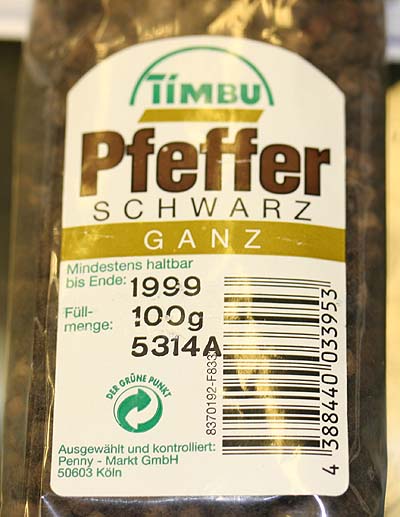 TIMBU
Pfeffer
SCHWARZ
GANZ
Mindestens haltbar
bis Ende: 1999
Füll-
menge: 100g
5314A
DER GRÜNE PUNKT
8370192-F833
4 388440 033953
Ausgewählt und kontrolliert:
Penny - Markt GmbH
50603 Köln